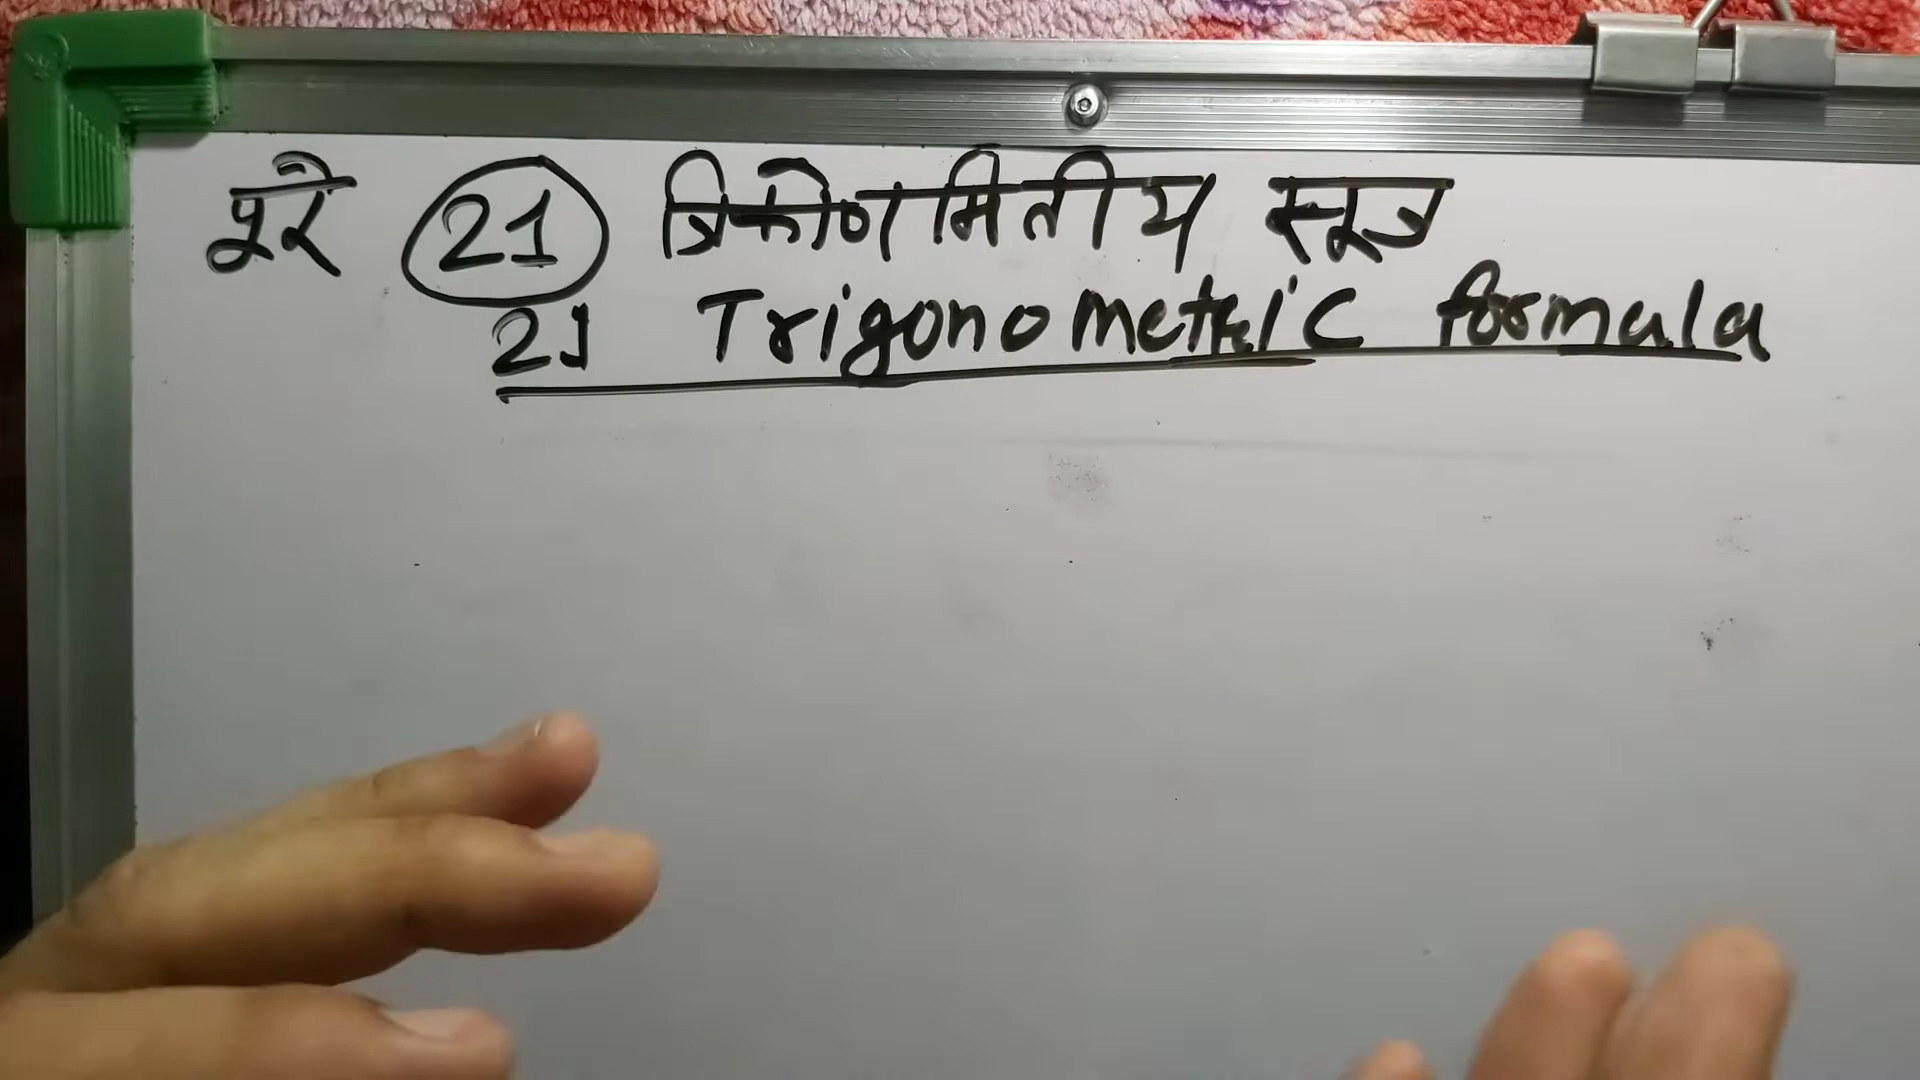 पूरे 21 त्रिकोणमितीय सूत्र
21 Trigonometric formula